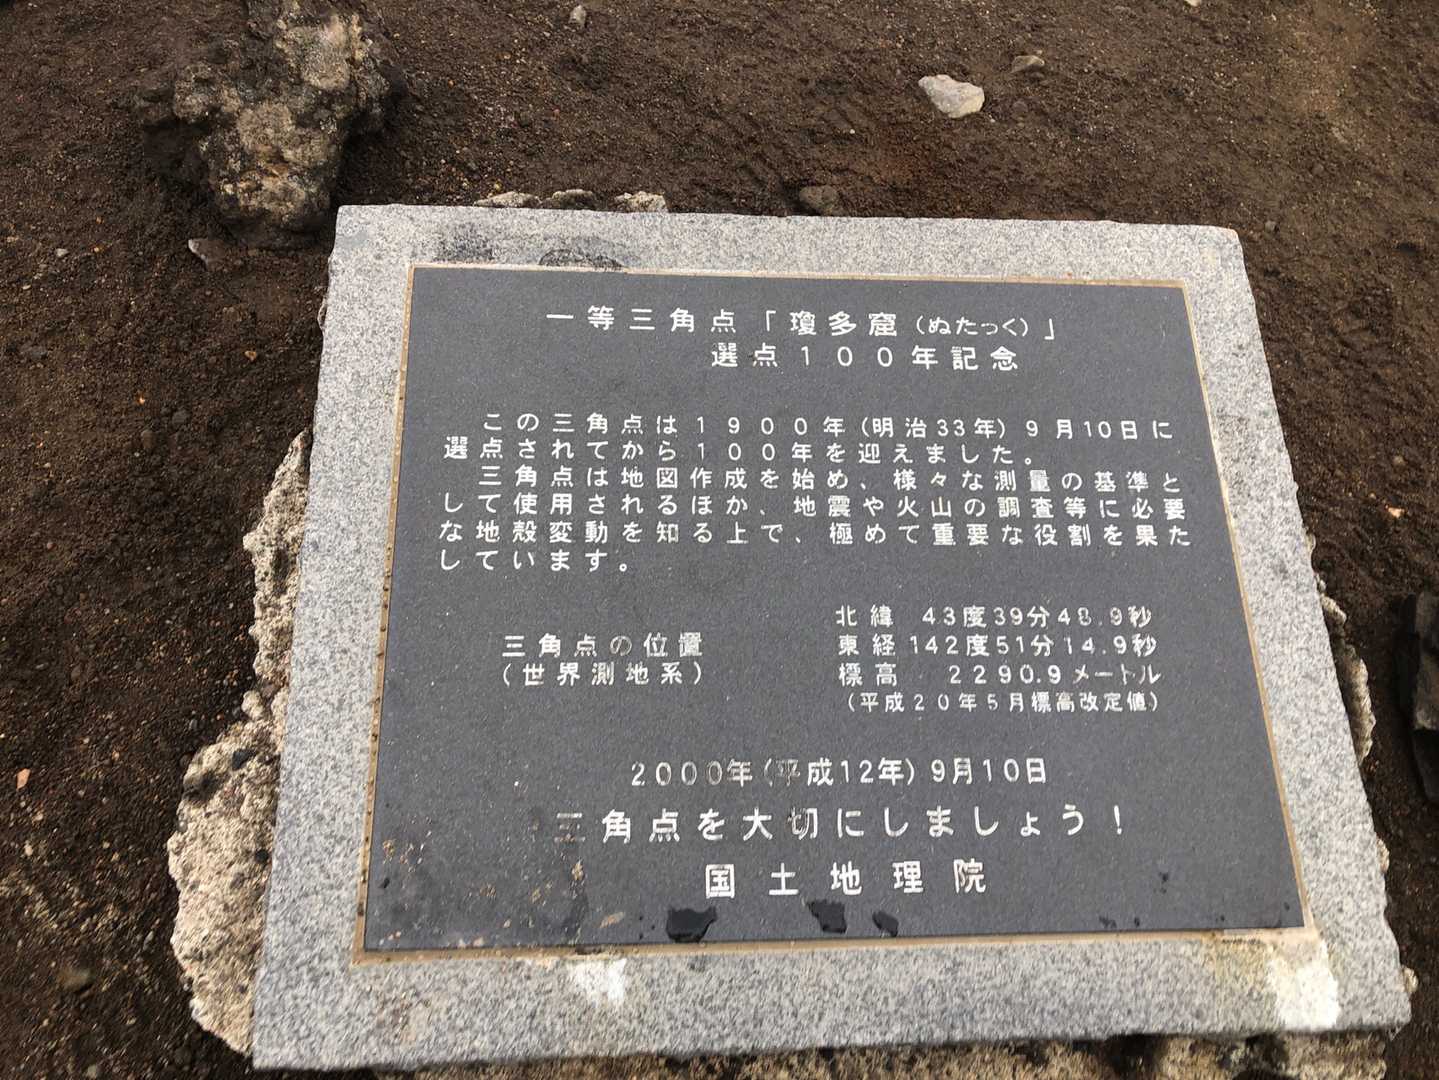 一等三角点「瓊多窟（ぬたっく）」
選点１００年記念
この三角点は１９００年(明治33年)９月10日に
選点されてから１００年を迎えました。
三角点は地図作成を始め、様々な測量の基準と
して使用されるほか、地震や火山の調査等に必要
な地殻変動を知る上で、極めて重要な役割を果た
しています。
三角点の位置
（世界測地系）
北緯 43度39分48.9秒
東経142度51分14.9秒
標高 2290.9メートル
（平成２０年５月標高改定値）
2000年(平成12年)9月10日
三角点を大切にしましょう！
国土地理院